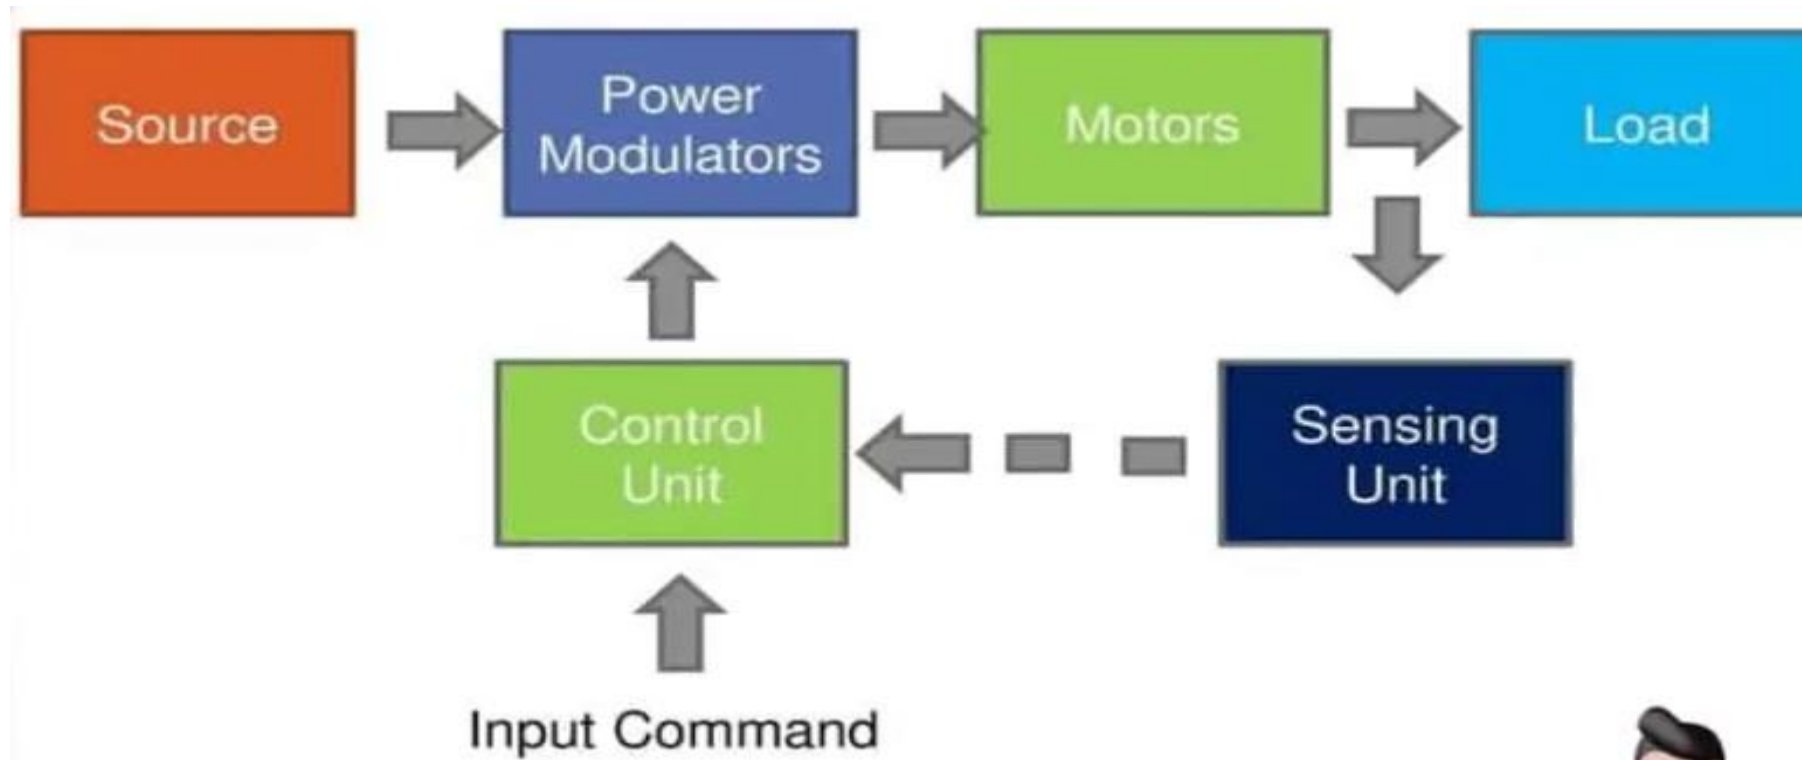 Source
Power
Modulators
Motors
Load
Control
Unit
Sensing
Unit
Input Command